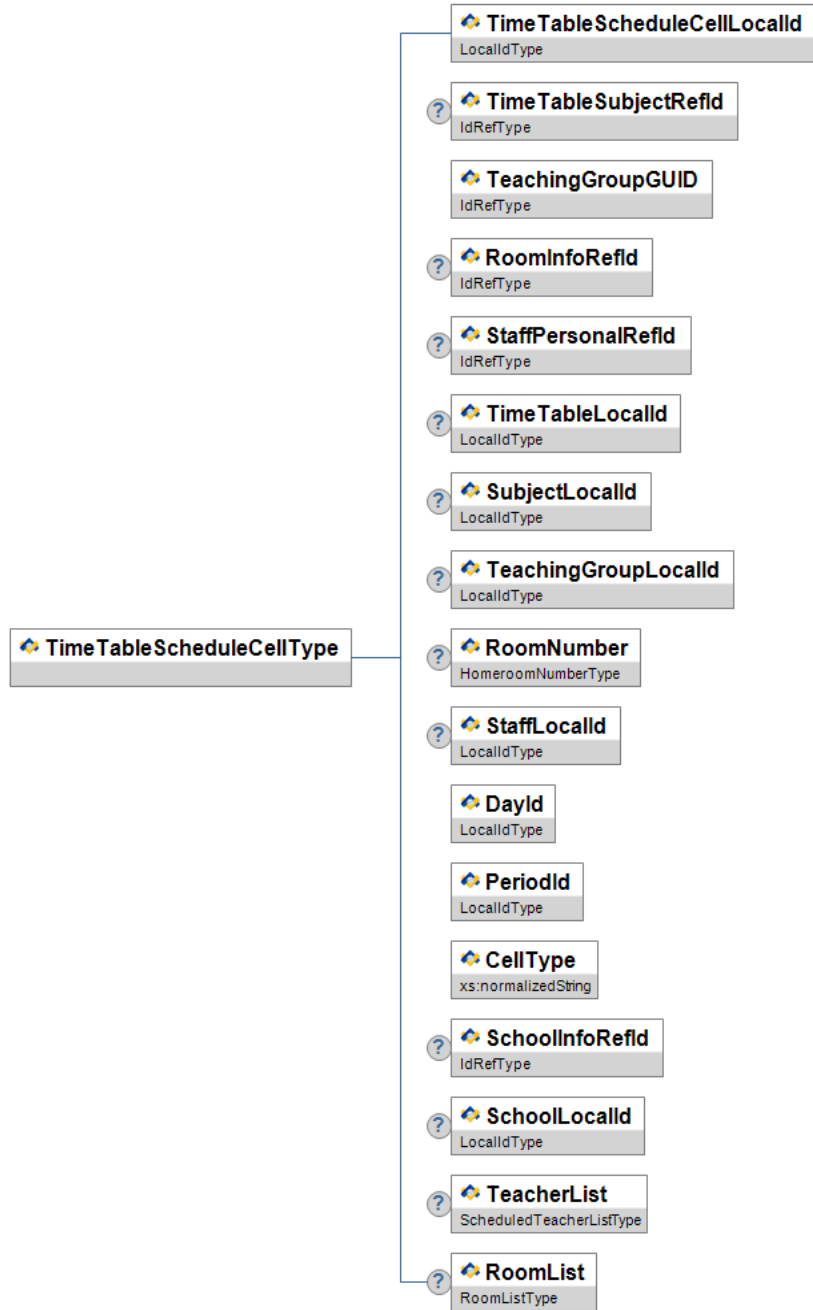 TimeTableScheduleCellLocalId
LocalIdType
?
TimeTableSubjectRefId
IdRefType
TeachingGroupGUID
IdRefType
?
RoomInfoRefId
IdRefType
?
StaffPersonalRefId
IdRefType
?
TimeTableLocalId
LocalIdType
?
SubjectLocalId
LocalIdType
?
TeachingGroupLocalId
LocalIdType
TimeTableScheduleCellType
?
RoomNumber
HomeroomNumberType
?
StaffLocalId
LocalIdType
DayId
LocalIdType
PeriodId
LocalIdType
CellType
xs:normalizedString
?
SchoolInfoRefId
IdRefType
?
SchoolLocalId
LocalIdType
?
TeacherList
ScheduledTeacherListType
?
RoomList
RoomListType